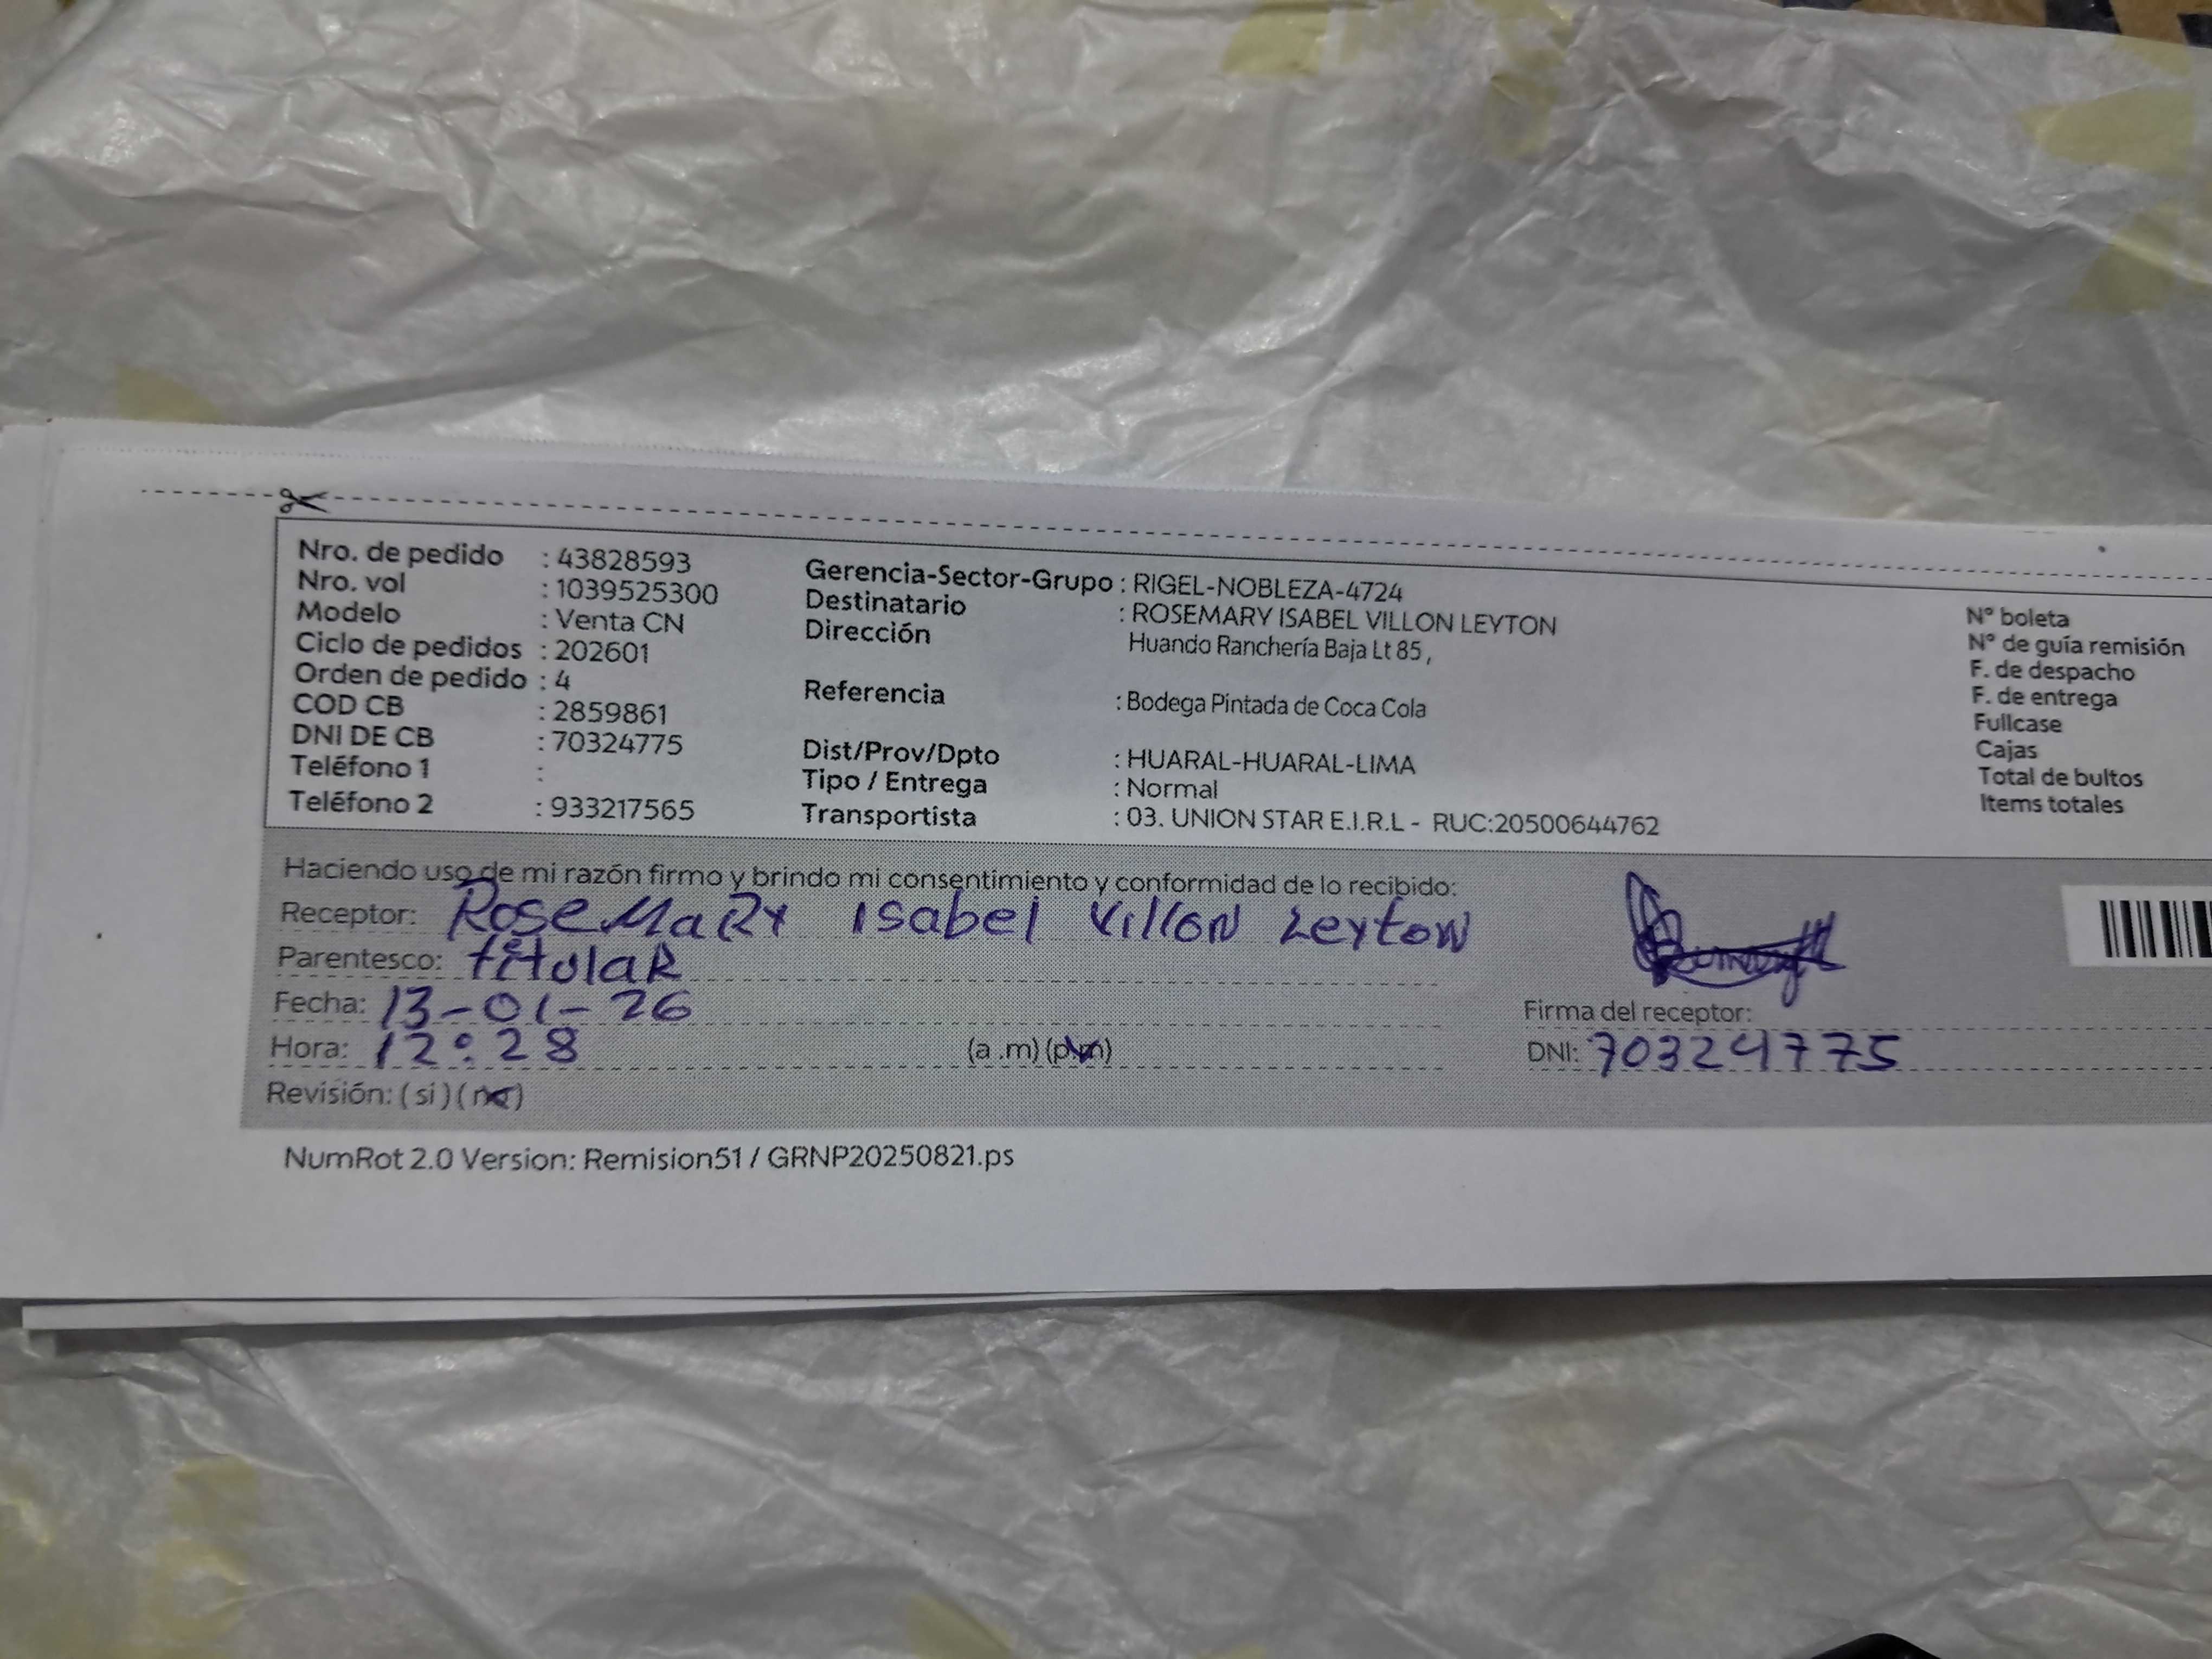 Nro. de pedido : 43828593
Nro. vol : 1039525300
Modelo : Venta CN
Ciclo de pedidos : 202601
Orden de pedido : 4
COD CB : 2859861
DNI DE CB : 70324775
Teléfono 1 :
Teléfono 2 : 933217565
Gerencia-Sector-Grupo : RIGEL-NOBLEZA-4724
Destinatario : ROSEMARY ISABEL VILLON LEYTON
Dirección Huando Ranchería Baja Lt 85 ,
Referencia : Bodega Pintada de Coca Cola
Dist/Prov/Dpto : HUARAL-HUARAL-LIMA
Tipo / Entrega : Normal
Transportista : 03. UNION STAR E.I.R.L - RUC:20500644762
N° boleta
N° de guía remisión
F. de despacho
F. de entrega
Fullcase
Cajas
Total de bultos
Items totales
Haciendo uso de mi razón firmo y brindo mi consentimiento y conformidad de lo recibido:
Receptor: RoseMaRy Isabel Villon Leyton
Parentesco: titulaR
Fecha: 13-01-26
Hora: 12:28 (a .m) (p.m)
Revisión: ( si ) ( no )
Firma del receptor:
DNI: 70324775
NumRot 2.0 Version: Remision51 / GRNP20250821.ps